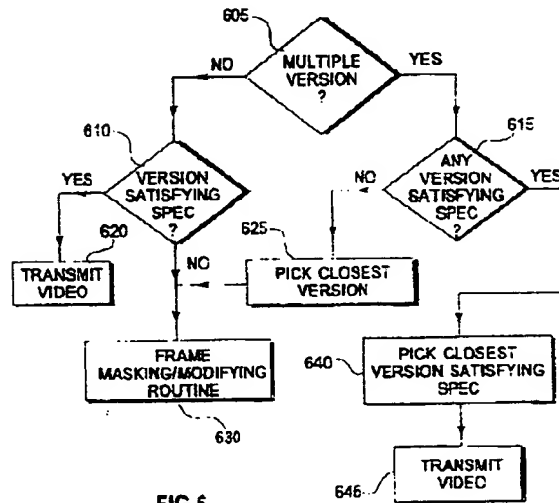 605
MULTIPLE
VERSION
?
NO
YES
610
VERSION
SATISFYING
SPEC
?
YES
615
ANY
VERSION
SATISFYING
SPEC
?
NO
YES
620
TRANSMIT
VIDEO
NO
625
PICK CLOSEST
VERSION
FRAME
MASKING/MODIFYING
ROUTINE
630
640
PICK CLOSEST
VERSION SATISFYING
SPEC
TRANSMIT
VIDEO